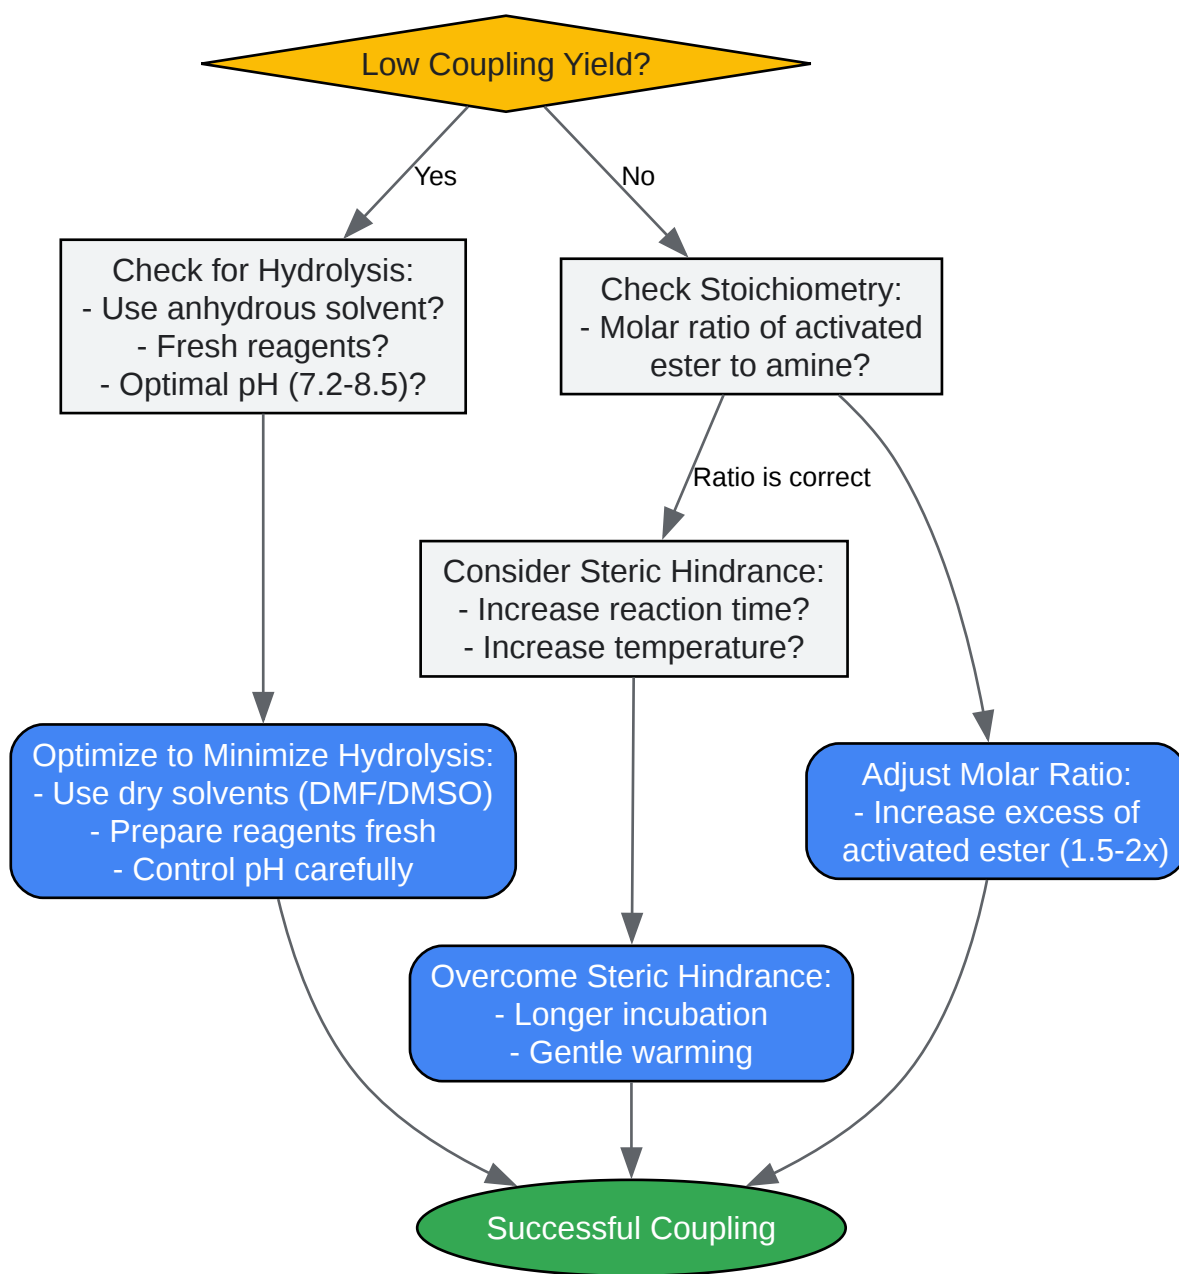 Low Coupling Yield?
Yes
No
Check for Hydrolysis:
- Use anhydrous solvent?
- Fresh reagents?
- Optimal pH (7.2-8.5)?
Check Stoichiometry:
- Molar ratio of activated
ester to amine?
Ratio is correct
Consider Steric Hindrance:
- Increase reaction time?
- Increase temperature?
Optimize to Minimize Hydrolysis:
- Use dry solvents (DMF/DMSO)
- Prepare reagents fresh
- Control pH carefully
Adjust Molar Ratio:
- Increase excess of
activated ester (1.5-2x)
Overcome Steric Hindrance:
- Longer incubation
- Gentle warming
Successful Coupling